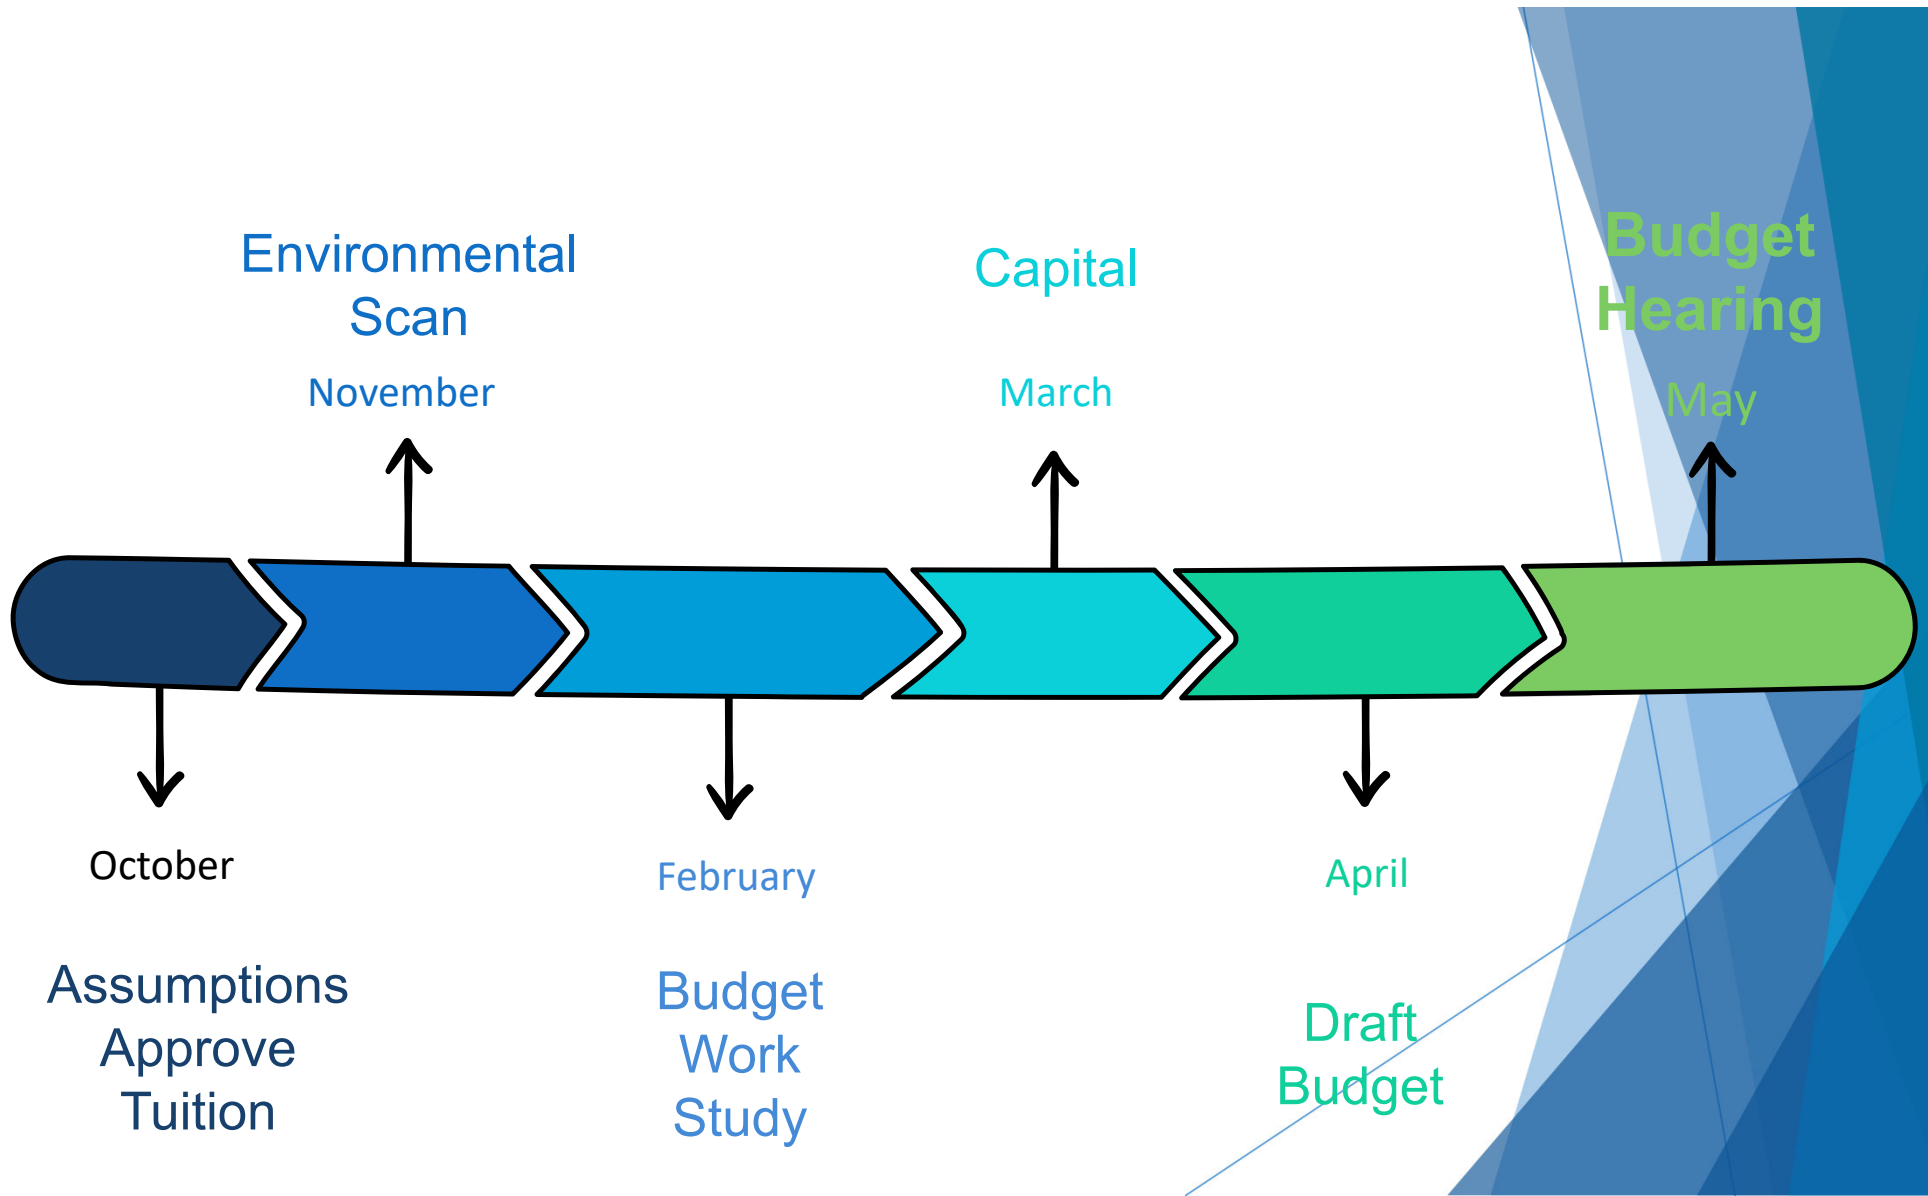 Environmental
Scan
November
Capital
March
Budget
Hearing
May
October
Assumptions
Approve
Tuition
February
Budget
Work
Study
April
Draft
Budget